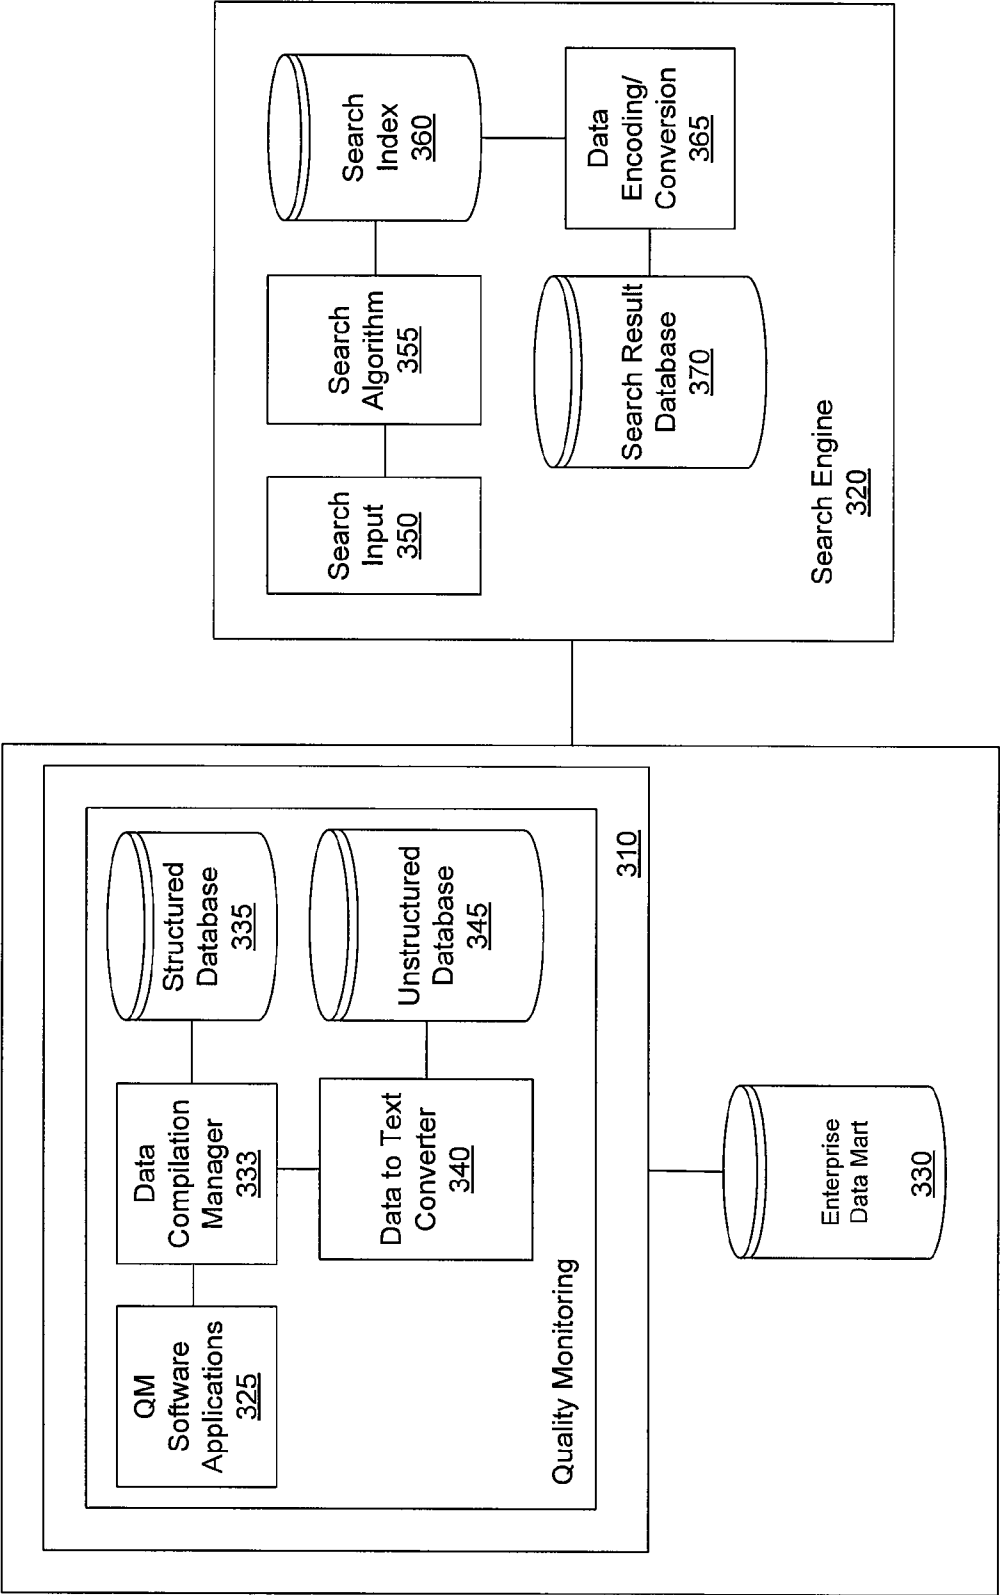 QM
Software
Applications
325
Data
Compilation
Manager
333
Structured
Database
335
Data to Text
Converter
340
Unstructured
Database
345
Quality Monitoring
310
Enterprise
Data Mart
330
Search
Input
350
Search
Algorithm
355
Search
Index
360
Search Result
Database
370
Data
Encoding/
Conversion
365
Search Engine
320